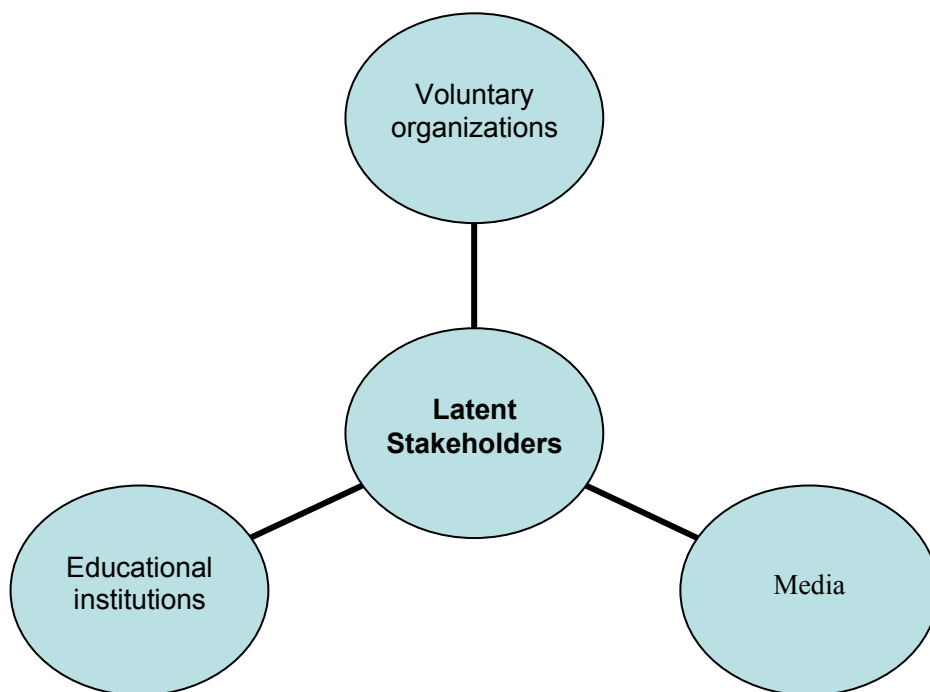 Voluntary
organizations
Latent
Stakeholders
Educational
institutions
Media